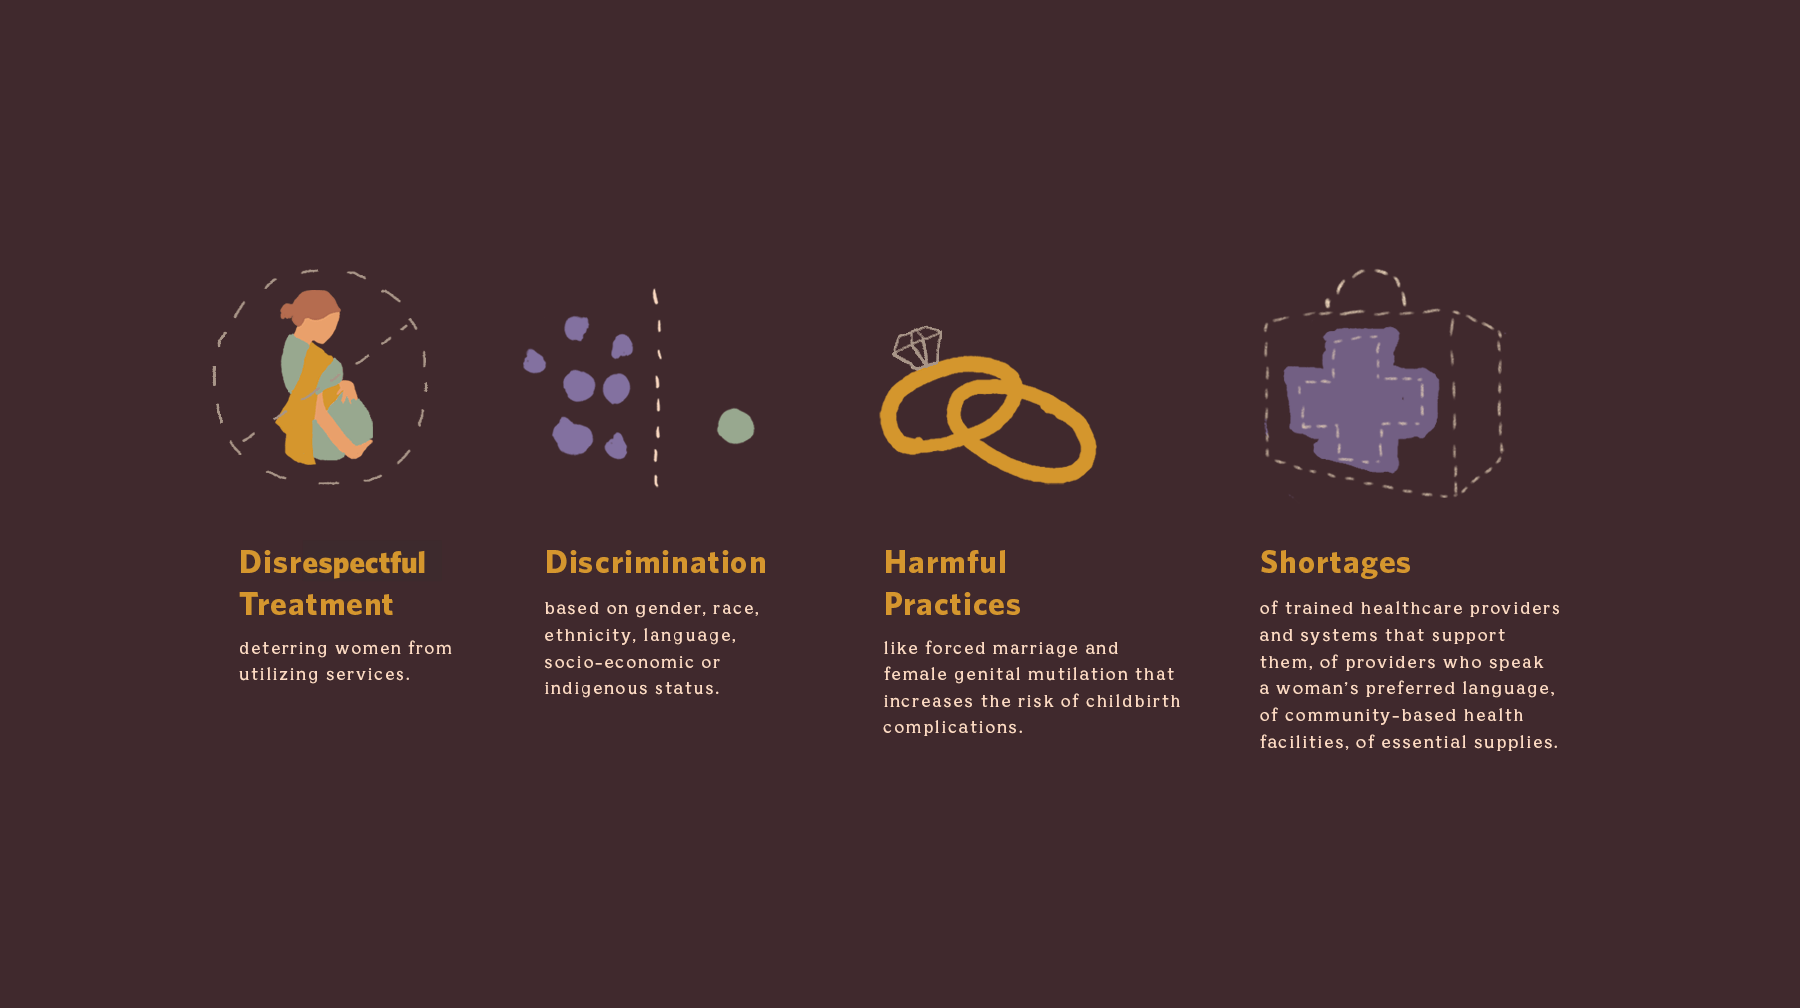 Disrespectful
Treatment
deterring women from
utilizing services.
Discrimination
based on gender, race,
ethnicity, language,
socio-economic or
indigenous status.
Harmful
Practices
like forced marriage and
female genital mutilation that
increases the risk of childbirth
complications.
Shortages
of trained healthcare providers
and systems that support
them, of providers who speak
a woman's preferred language,
of community-based health
facilities, of essential supplies.